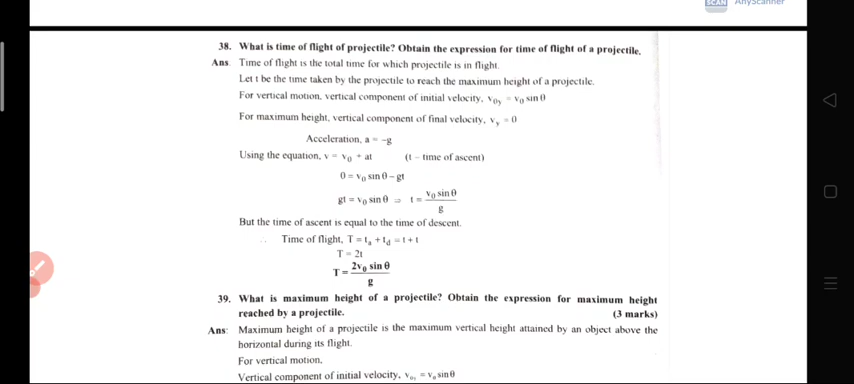 SCAN AnyScanner
38. What is time of flight of projectile? Obtain the expression for time of flight of a projectile.
Ans Time of flight is the total time for which projectile is in flight.
Let t be the time taken by the projectile to reach the maximum height of a projectile.
For vertical motion, vertical component of initial velocity, v₀y = v₀ sin θ
For maximum height, vertical component of final velocity, vy = 0
Acceleration, a = -g
Using the equation, v = v₀ + at (t – time of ascent)
0 = v₀ sin θ – gt
gt = v₀ sin θ ⇒ t = v₀ sin θ / g
But the time of ascent is equal to the time of descent.
∴ Time of flight, T = ta + td = t + t
T = 2t
T = 2v₀ sin θ / g
39. What is maximum height of a projectile? Obtain the expression for maximum height
reached by a projectile. (3 marks)
Ans: Maximum height of a projectile is the maximum vertical height attained by an object above the
horizontal during its flight.
For vertical motion,
Vertical component of initial velocity, v₀y = v₀ sin θ